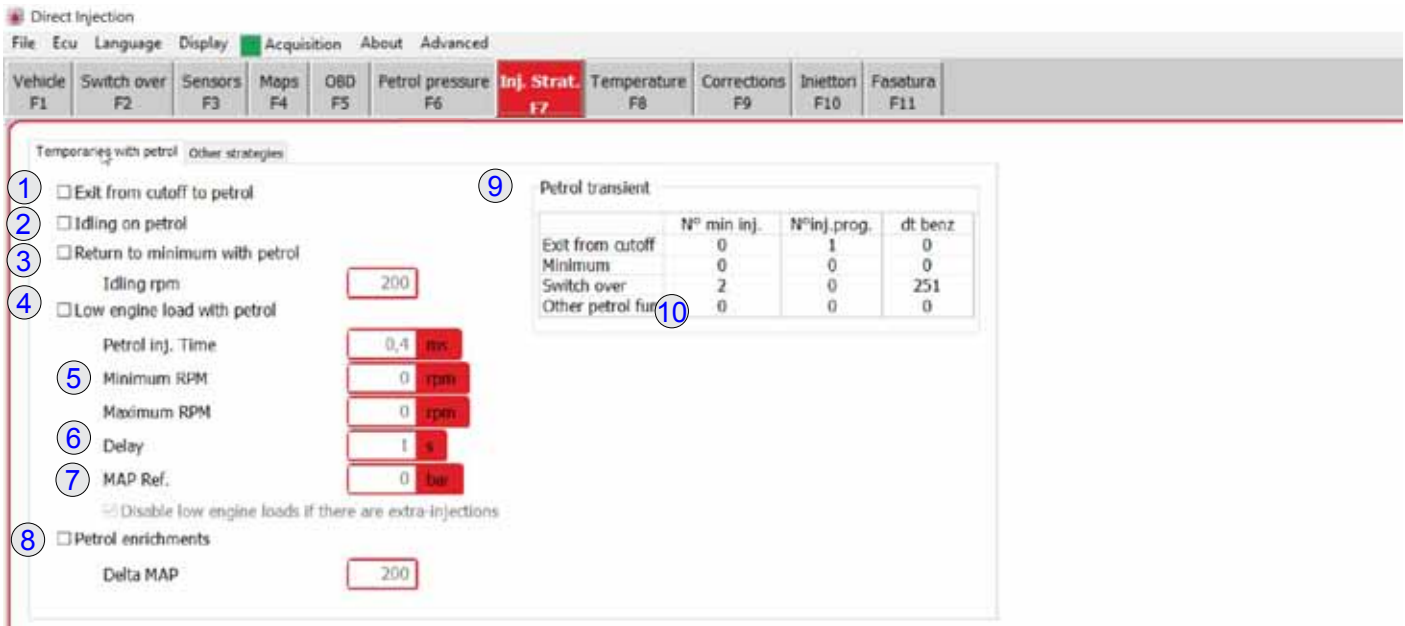 Direct Injection
File Ecu Language Display Acquisition About Advanced
Vehicle Switch over Sensors Maps OBD Petrol pressure Inj. Strat. Temperature Corrections Iniettori Fasatura
F1 F2 F3 F4 F5 F6 F7 F8 F9 F10 F11
Temporaries with petrol Other strategies
1 Exit from cutoff to petrol
2 Idling on petrol
3 Return to minimum with petrol
Idling rpm 200
4 Low engine load with petrol
Petrol inj. Time 0,4 ms
5 Minimum RPM 0 rpm
Maximum RPM 0 rpm
6 Delay 1 s
7 MAP Ref. 0 bar
Disable low engine loads if there are extra-injections
8 Petrol enrichments
Delta MAP 200
9 Petrol transient
N° min inj. N°inj.prog. dt benz
Exit from cutoff 0 1 0
Minimum 0 0 0
Switch over 2 0 251
Other petrol fun 10 0 0 0